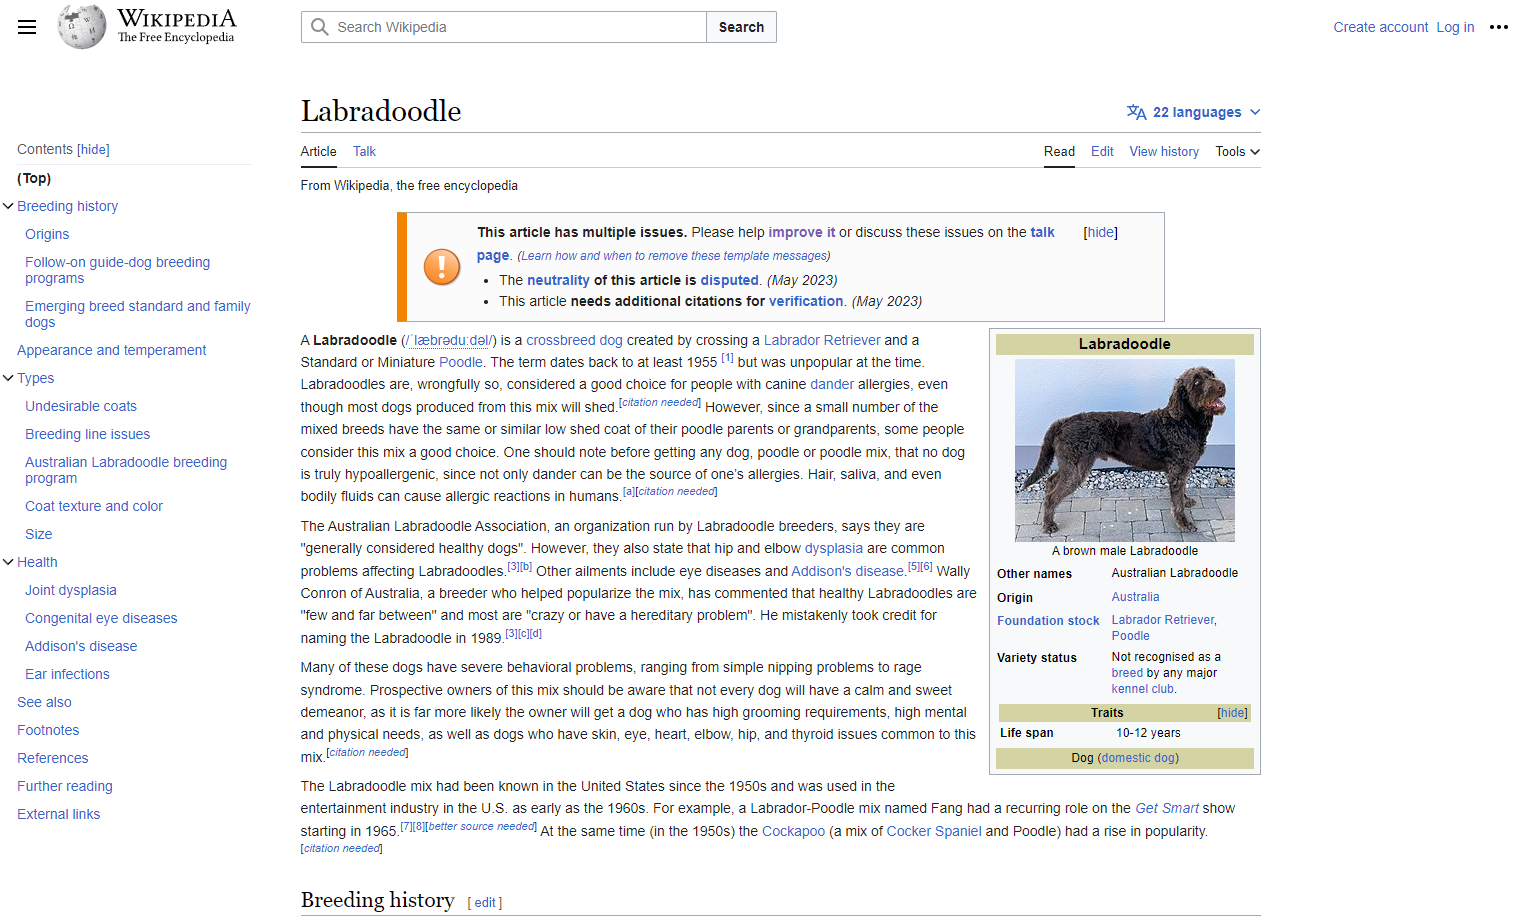 WIKIPEDIA
The Free Encyclopedia
Search Wikipedia
Search
Create account Log in
Labradoodle
22 languages
Article Talk
Read Edit View history Tools
From Wikipedia, the free encyclopedia
Contents [hide]
(Top)
Breeding history
Origins
Follow-on guide-dog breeding
programs
Emerging breed standard and family
dogs
Appearance and temperament
Types
Undesirable coats
Breeding line issues
Australian Labradoodle breeding
program
Coat texture and color
Size
Health
Joint dysplasia
Congenital eye diseases
Addison's disease
Ear infections
See also
Footnotes
References
Further reading
External links
This article has multiple issues. Please help improve it or discuss these issues on the talk
page. (Learn how and when to remove these template messages)
[hide]
• The neutrality of this article is disputed. (May 2023)
• This article needs additional citations for verification. (May 2023)
A Labradoodle (/ˈlæbrəduːdəl/) is a crossbreed dog created by crossing a Labrador Retriever and a
Standard or Miniature Poodle. The term dates back to at least 1955 [1] but was unpopular at the time.
Labradoodles are, wrongfully so, considered a good choice for people with canine dander allergies, even
though most dogs produced from this mix will shed.[citation needed] However, since a small number of the
mixed breeds have the same or similar low shed coat of their poodle parents or grandparents, some people
consider this mix a good choice. One should note before getting any dog, poodle or poodle mix, that no dog
is truly hypoallergenic, since not only dander can be the source of one's allergies. Hair, saliva, and even
bodily fluids can cause allergic reactions in humans.[a][citation needed]
The Australian Labradoodle Association, an organization run by Labradoodle breeders, says they are
"generally considered healthy dogs". However, they also state that hip and elbow dysplasia are common
problems affecting Labradoodles.[3][b] Other ailments include eye diseases and Addison's disease.[5][6] Wally
Conron of Australia, a breeder who helped popularize the mix, has commented that healthy Labradoodles are
"few and far between" and most are "crazy or have a hereditary problem". He mistakenly took credit for
naming the Labradoodle in 1989.[3][c][d]
Many of these dogs have severe behavioral problems, ranging from simple nipping problems to rage
syndrome. Prospective owners of this mix should be aware that not every dog will have a calm and sweet
demeanor, as it is far more likely the owner will get a dog who has high grooming requirements, high mental
and physical needs, as well as dogs who have skin, eye, heart, elbow, hip, and thyroid issues common to this
mix.[citation needed]
The Labradoodle mix had been known in the United States since the 1950s and was used in the
entertainment industry in the U.S. as early as the 1960s. For example, a Labrador-Poodle mix named Fang had a recurring role on the Get Smart show
starting in 1965.[7][8][better source needed] At the same time (in the 1950s) the Cockapoo (a mix of Cocker Spaniel and Poodle) had a rise in popularity.
[citation needed]
Labradoodle
A brown male Labradoodle
Other names Australian Labradoodle
Origin Australia
Foundation stock Labrador Retriever,
Poodle
Variety status Not recognised as a
breed by any major
kennel club.
Traits [hide]
Life span 10-12 years
Dog (domestic dog)
Breeding history [ edit ]